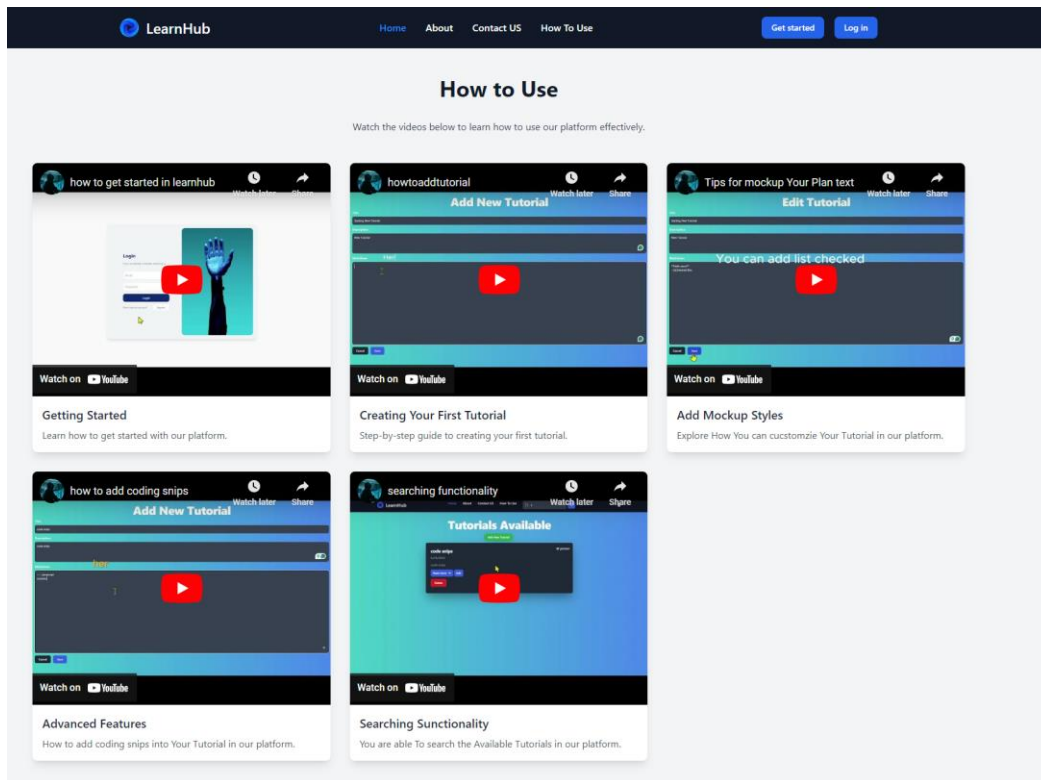 LearnHub
Home About Contact US How To Use
Get started Log in
How to Use
Watch the videos below to learn how to use our platform effectively.
how to get started in learnhub
Watch later Share
Login
Watch on YouTube
Getting Started
Learn how to get started with our platform.
howtoaddtutorial
Watch later Share
Add New Tutorial
Watch on YouTube
Creating Your First Tutorial
Step-by-step guide to creating your first tutorial.
Tips for mockup Your Plan text
Watch later Share
Edit Tutorial
You can add list checked
Watch on YouTube
Add Mockup Styles
Explore How You can cucstomzie Your Tutorial in our platform.
how to add coding snips
Watch later Share
Add New Tutorial
her
Watch on YouTube
Advanced Features
How to add coding snips into Your Tutorial in our platform.
searching functionality
Watch later Share
LearnHub
Tutorials Available
code snips
Watch on YouTube
Searching Sunctionality
You are able To search the Available Tutorials in our platform.